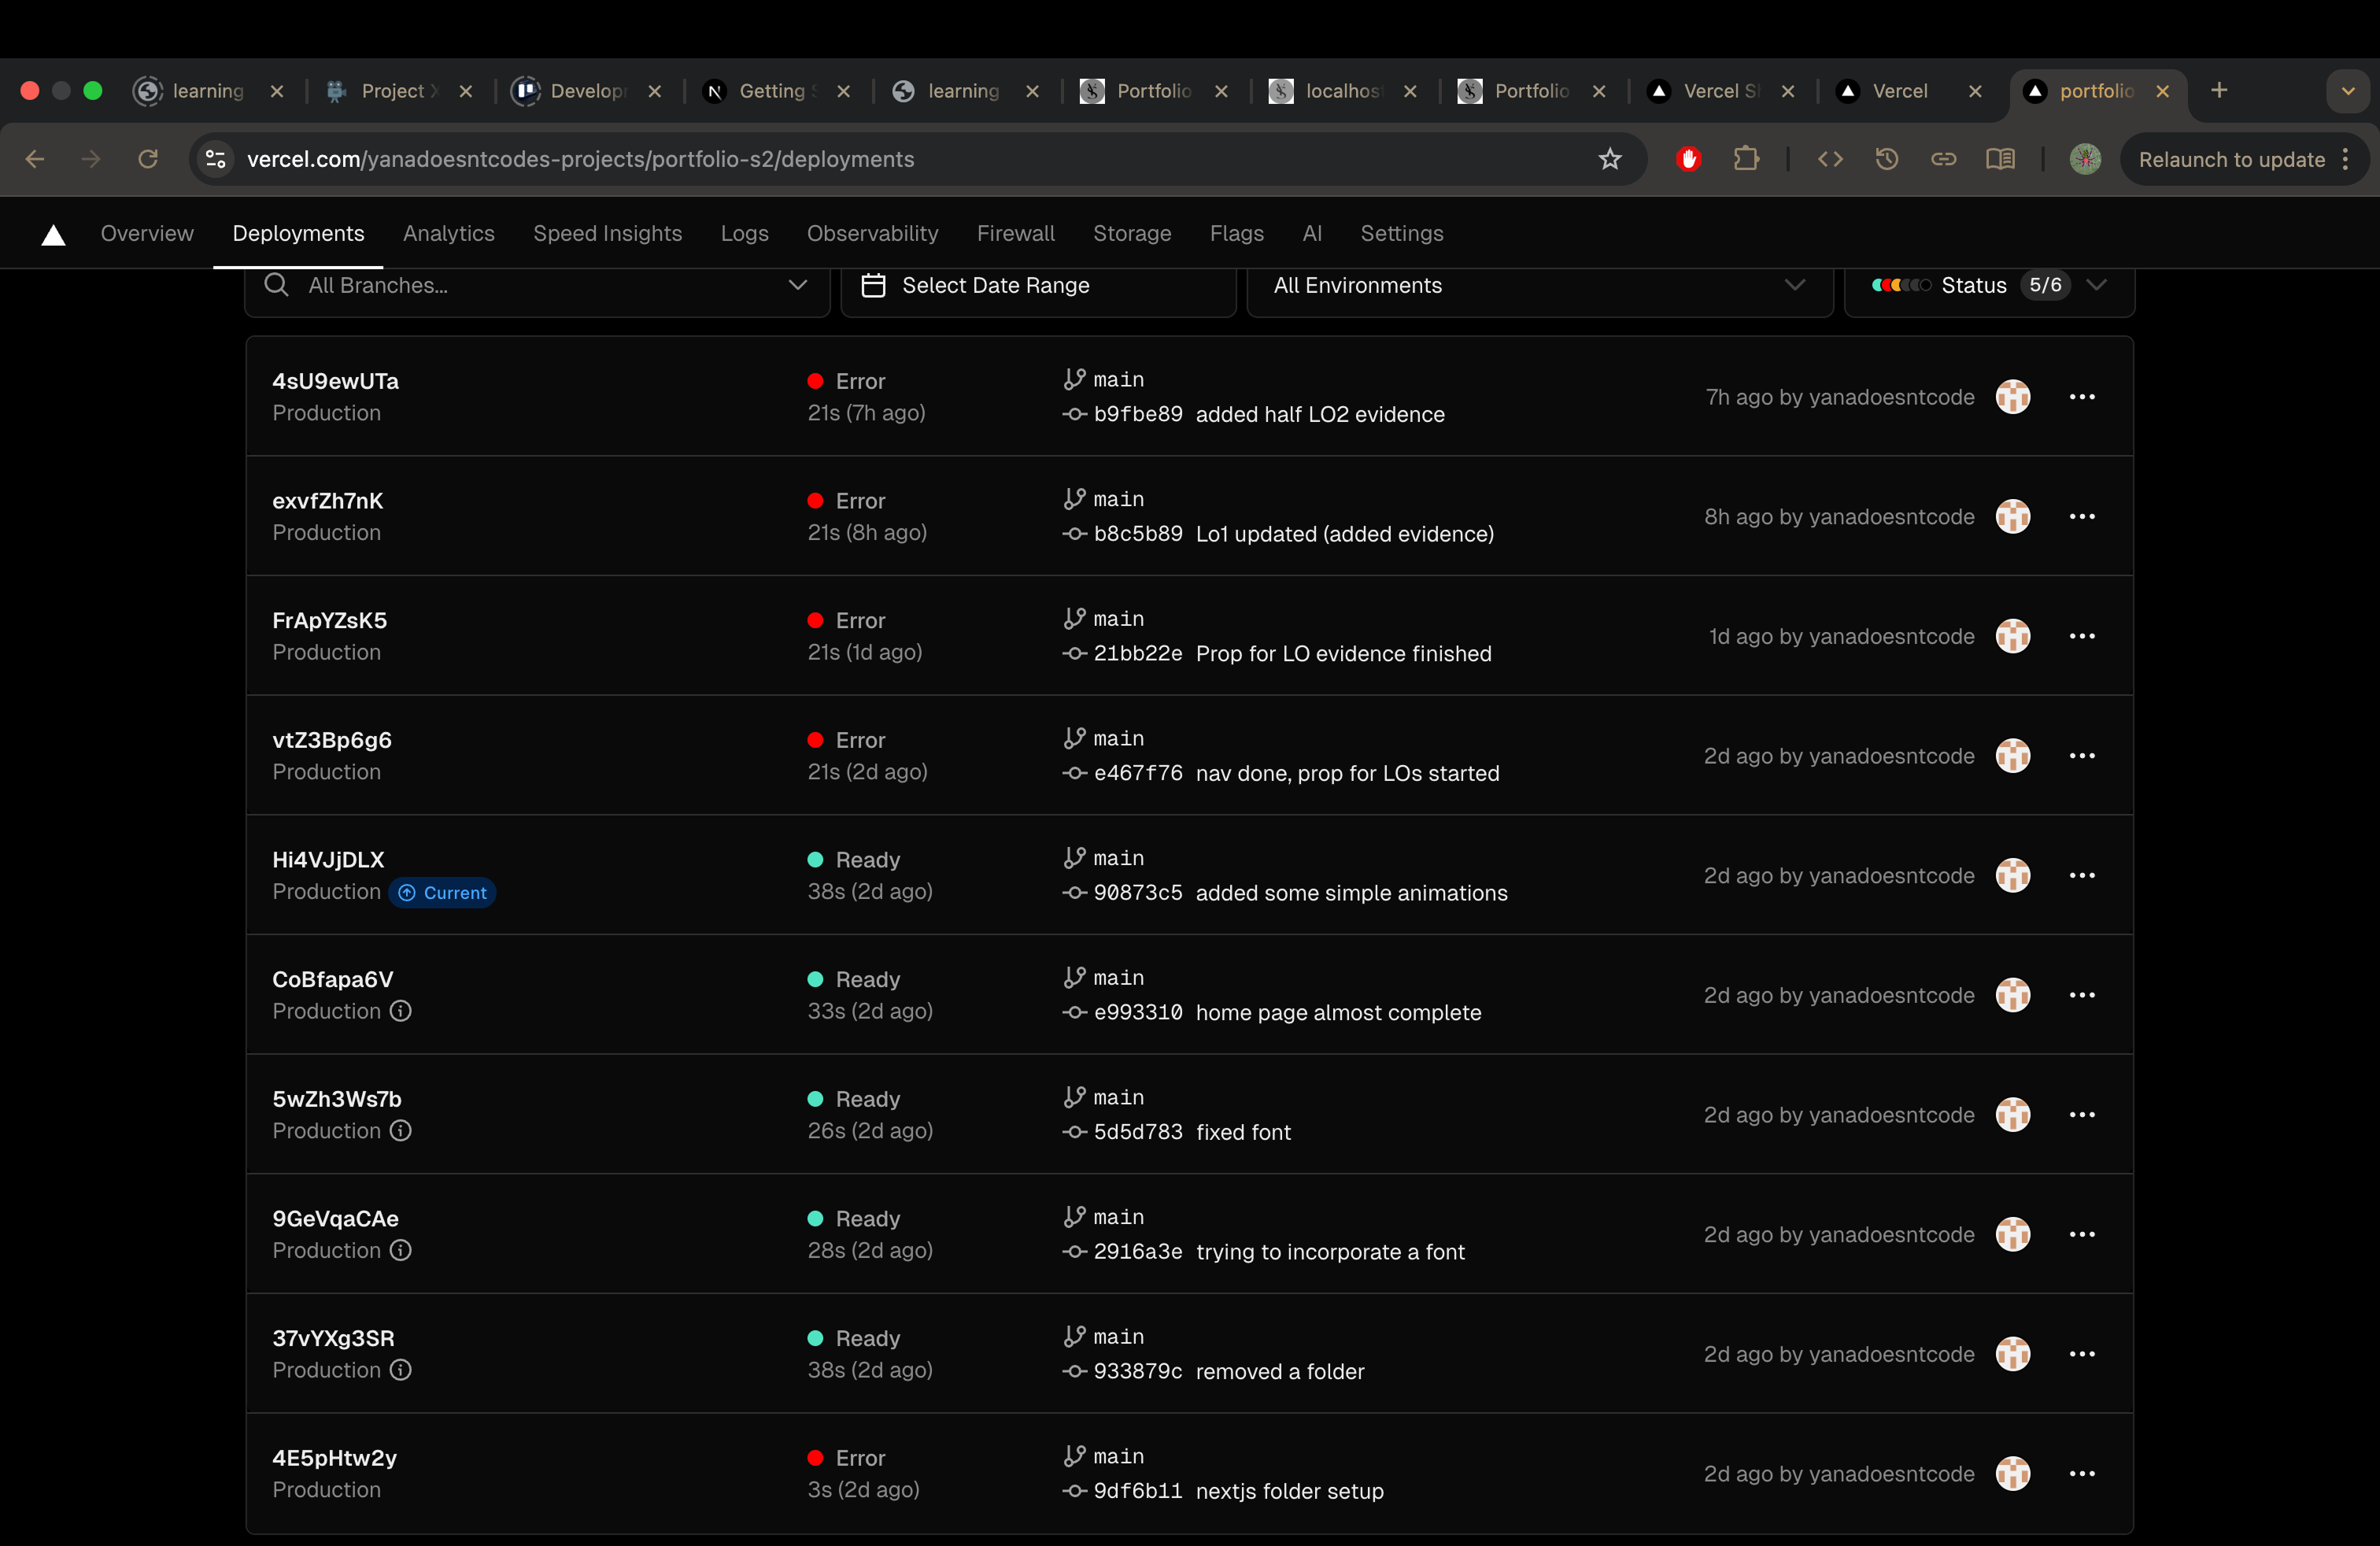 learning
Project X
Develop
Getting S
learning
Portfolio
localhos
Portfolio
Vercel S
Vercel
portfolio
vercel.com/yanadoesntcodes-projects/portfolio-s2/deployments
Relaunch to update
Overview
Deployments
Analytics
Speed Insights
Logs
Observability
Firewall
Storage
Flags
AI
Settings
All Branches...
Select Date Range
All Environments
Status 5/6
4sU9ewUTa
Production
Error
21s (7h ago)
main
b9fbe89 added half LO2 evidence
7h ago by yanadoesntcode
exvfZh7nK
Production
Error
21s (8h ago)
main
b8c5b89 Lo1 updated (added evidence)
8h ago by yanadoesntcode
FrApYZsK5
Production
Error
21s (1d ago)
main
21bb22e Prop for LO evidence finished
1d ago by yanadoesntcode
vtZ3Bp6g6
Production
Error
21s (2d ago)
main
e467f76 nav done, prop for LOs started
2d ago by yanadoesntcode
Hi4VJjDLX
Production Current
Ready
38s (2d ago)
main
90873c5 added some simple animations
2d ago by yanadoesntcode
CoBfapa6V
Production
Ready
33s (2d ago)
main
e993310 home page almost complete
2d ago by yanadoesntcode
5wZh3Ws7b
Production
Ready
26s (2d ago)
main
5d5d783 fixed font
2d ago by yanadoesntcode
9GeVqaCAe
Production
Ready
28s (2d ago)
main
2916a3e trying to incorporate a font
2d ago by yanadoesntcode
37vYXg3SR
Production
Ready
38s (2d ago)
main
933879c removed a folder
2d ago by yanadoesntcode
4E5pHtw2y
Production
Error
3s (2d ago)
main
9df6b11 nextjs folder setup
2d ago by yanadoesntcode